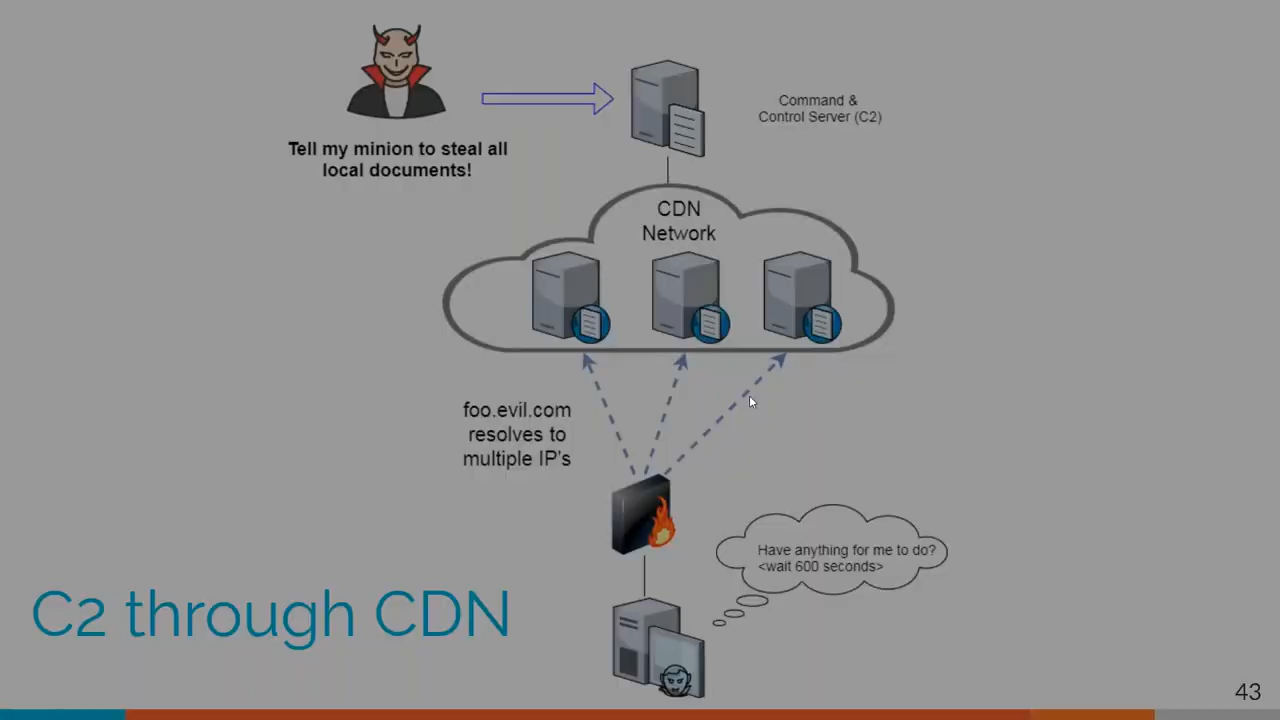 Command &
Control Server (C2)
Tell my minion to steal all
local documents!
CDN
Network
foo.evil.com
resolves to
multiple IP's
Have anything for me to do?
<wait 600 seconds>
C2 through CDN
43